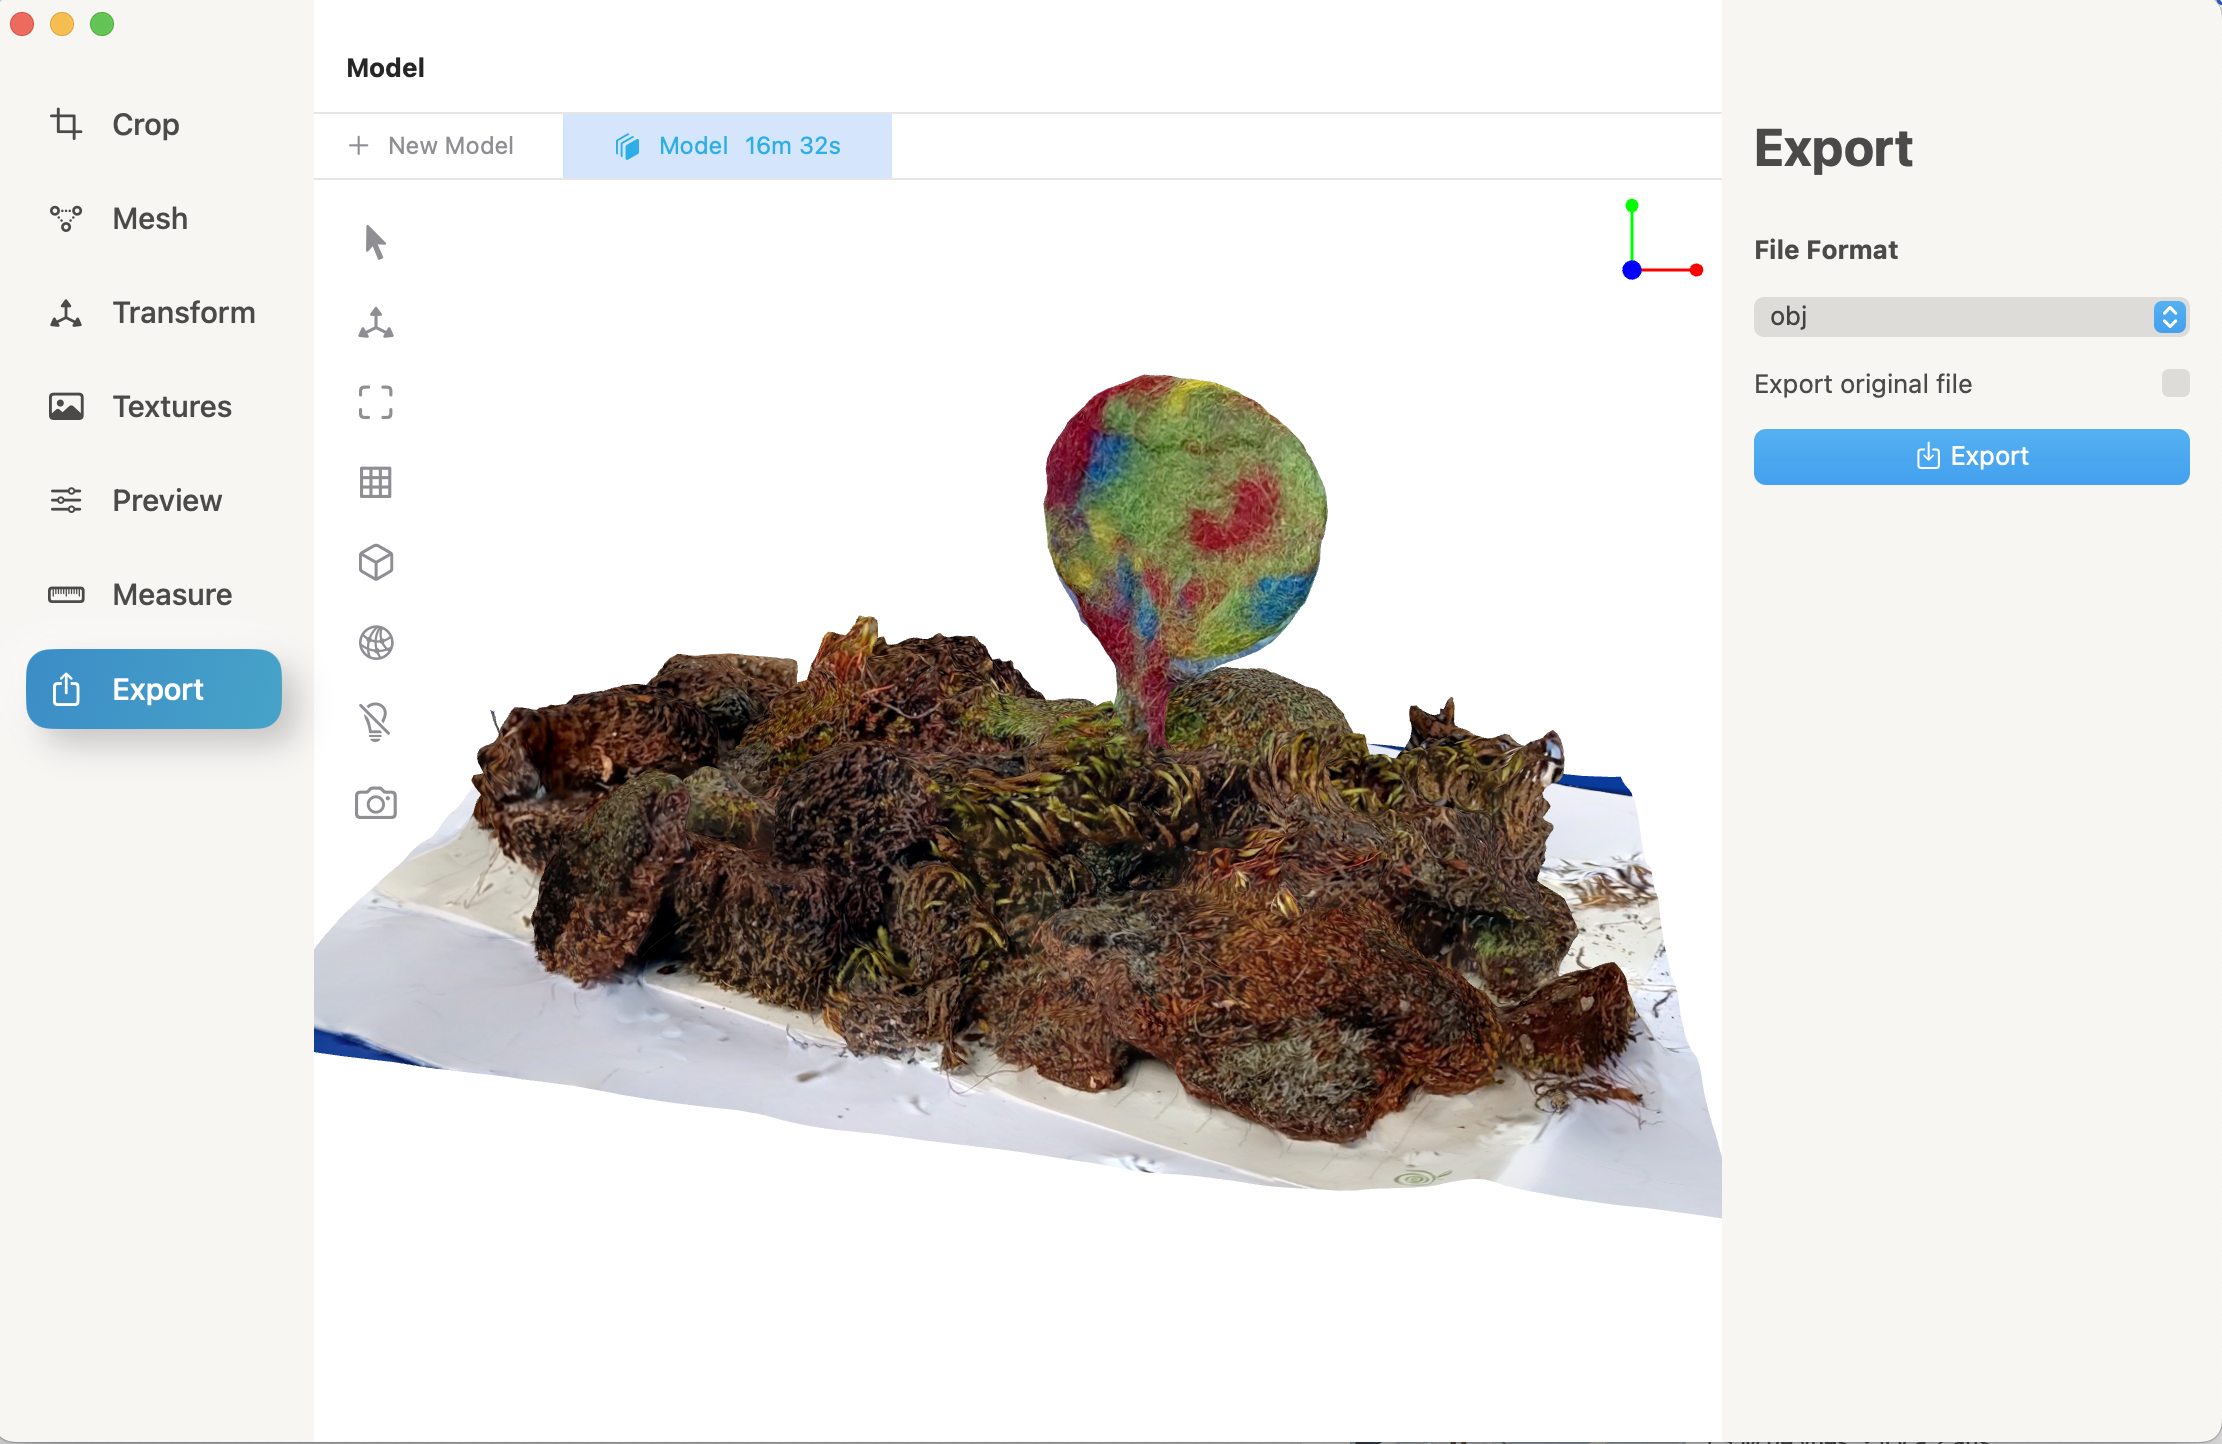 Crop
Mesh
Transform
Textures
Preview
Measure
Export
Model
New Model
Model 16m 32s
Export
File Format
obj
Export original file
Export